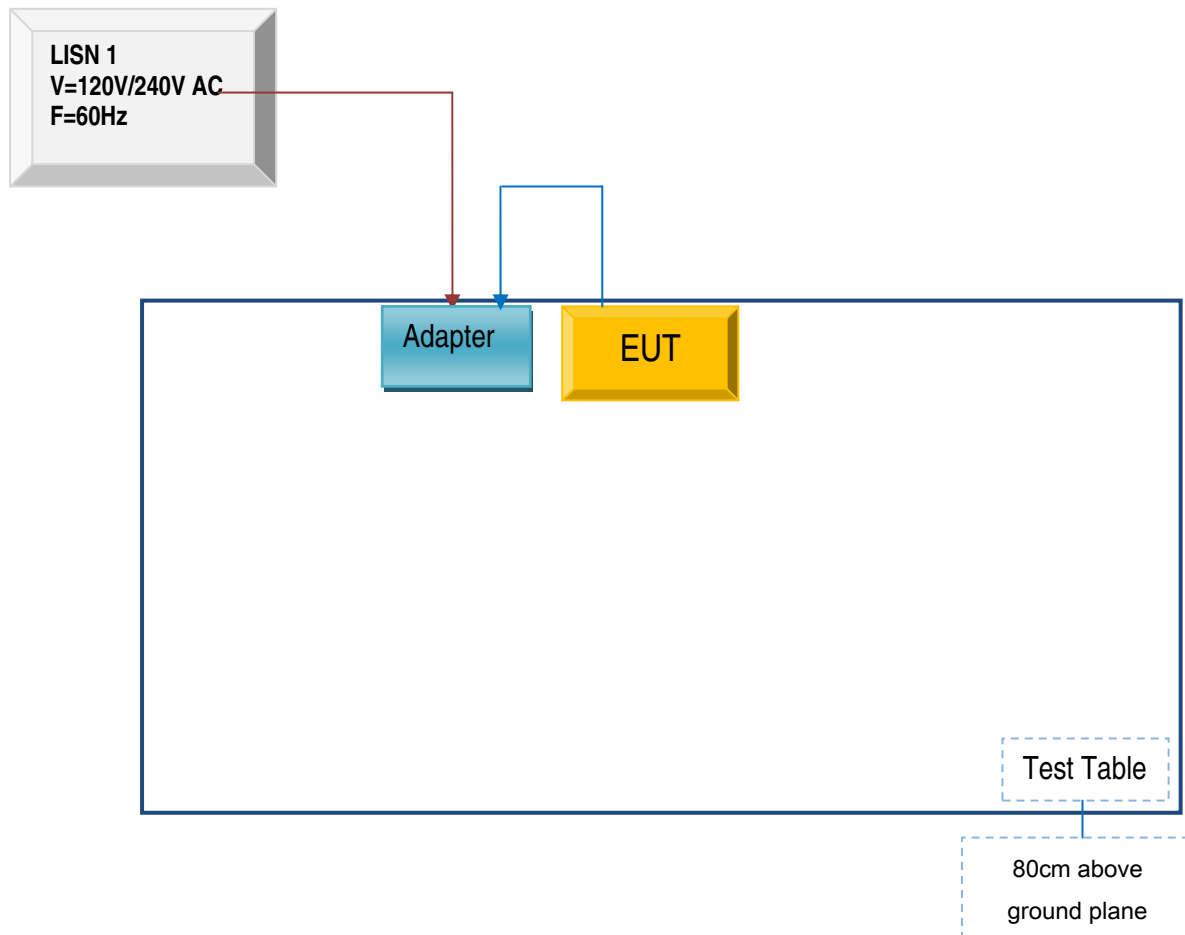 LISN 1
V=120V/240V AC
F=60Hz
Adapter
EUT
Test Table
80cm above
ground plane